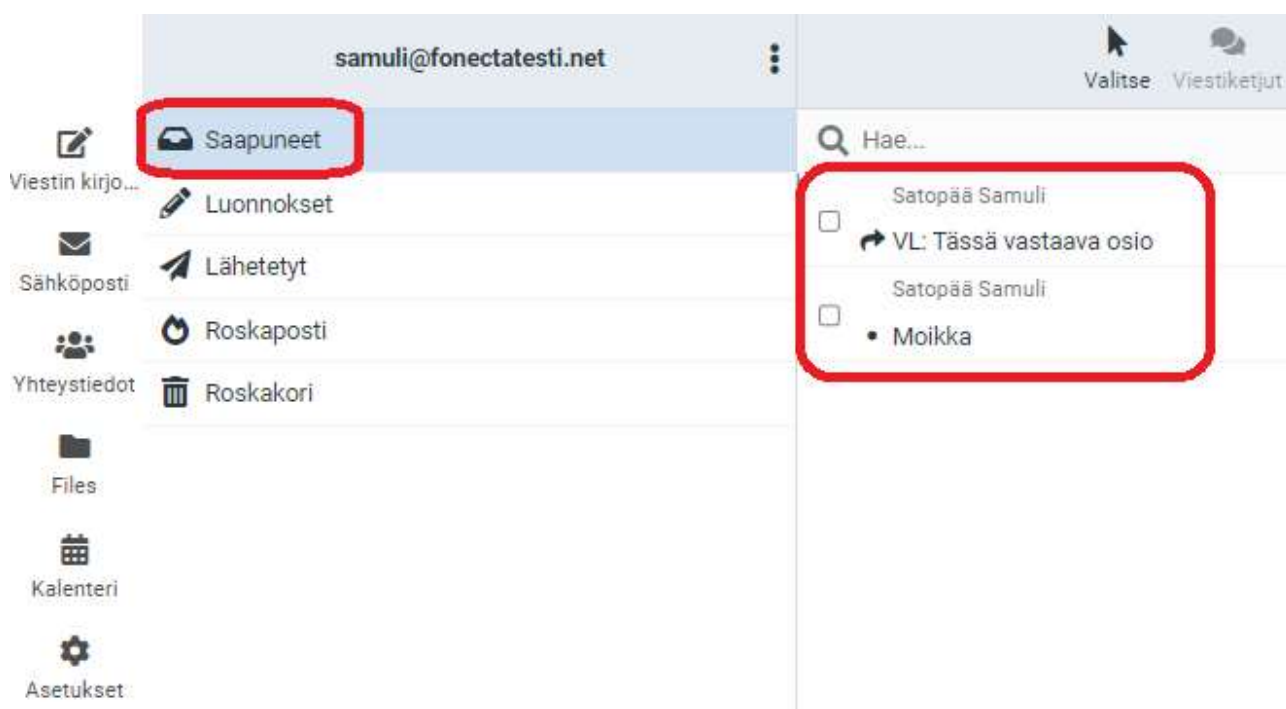 samuli@fonectatesti.net
Valitse
Viestiketjut
Viestin kirjo...
Sähköposti
Yhteystiedot
Files
Kalenteri
Asetukset
Saapuneet
Luonnokset
Lähetetyt
Roskaposti
Roskakori
Hae...
Satopää Samuli
VL: Tässä vastaava osio
Satopää Samuli
• Moikka